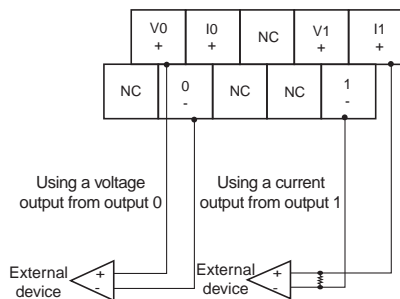 V0 I0 NC V1 I1
+ + + +
NC 0 NC NC 1
- -
Using a voltage
output from output 0
Using a current
output from output 1
External
device
+
-
External
device
+
-